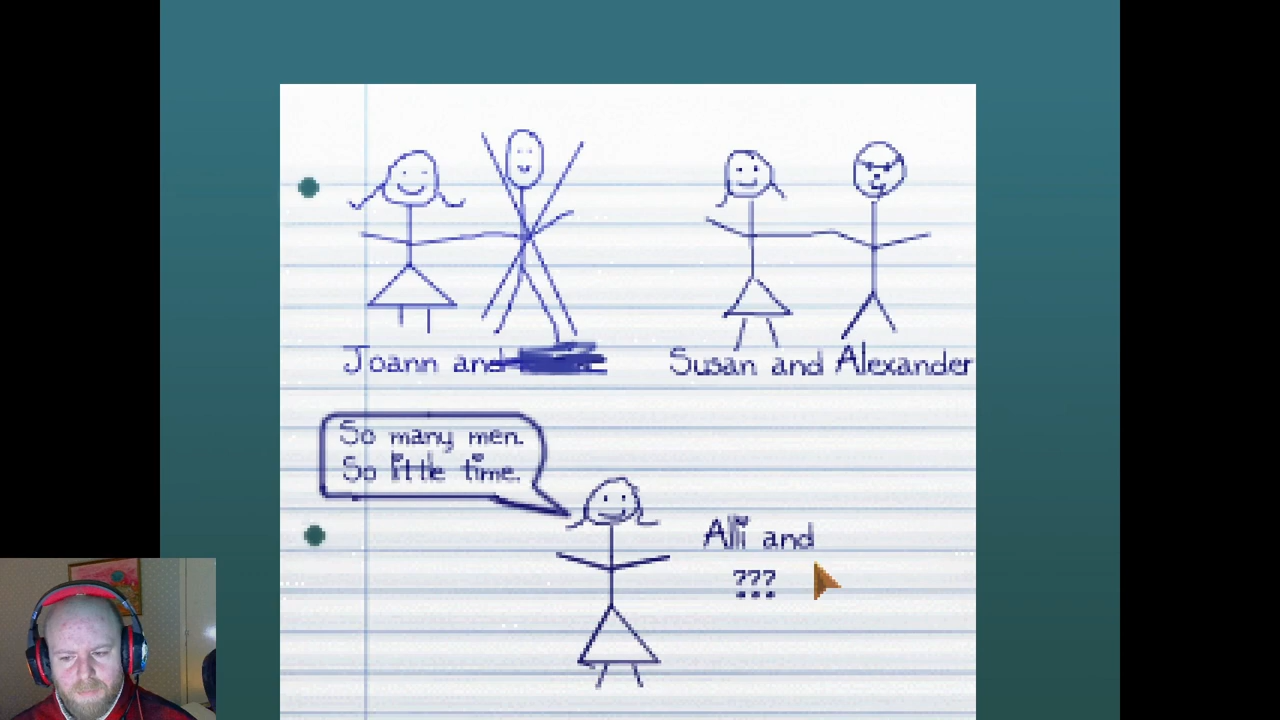 Joann and
Susan and Alexander
So many men.
So little time.
Alli and
???